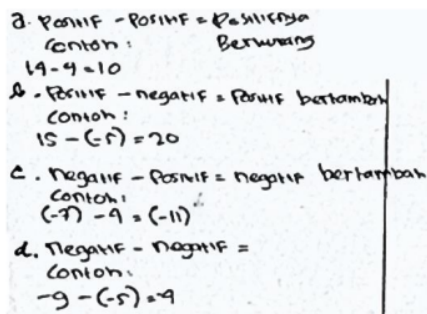 a. Positif - Positif = Positifnya
Contoh : Berkurang
14-4=10
b. Positif - negatif = Positif bertambah
Contoh :
15 - (-5) = 20
c. negatif - Positif = negatif bertambah
Contoh :
(-7) - 4 = (-11)
d. negatif - negatif =
Contoh :
-9 - (-5) = -4